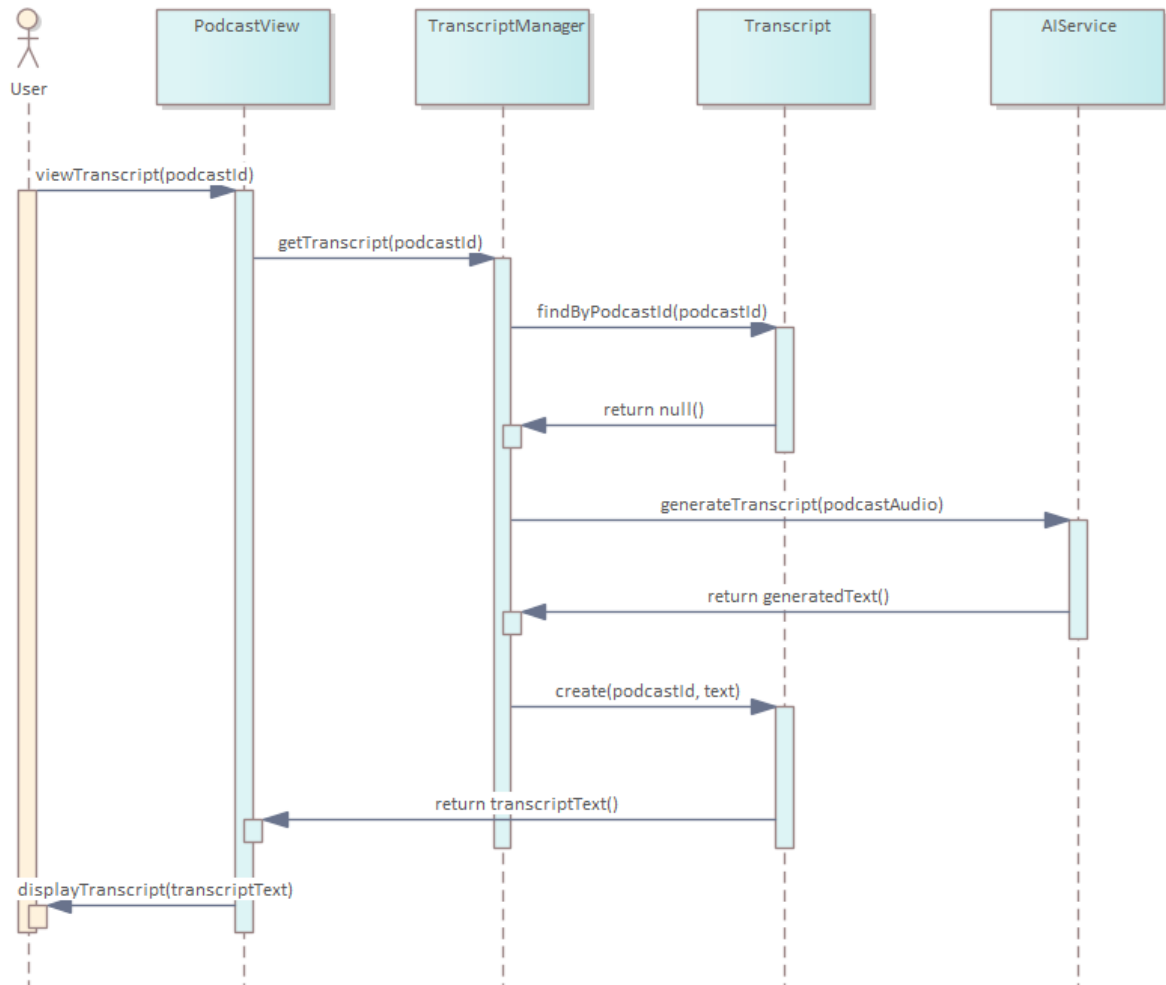 User
PodcastView
TranscriptManager
Transcript
AIService
viewTranscript(podcastId)
getTranscript(podcastId)
findByPodcastId(podcastId)
return null()
generateTranscript(podcastAudio)
return generatedText()
create(podcastId, text)
return transcriptText()
displayTranscript(transcriptText)